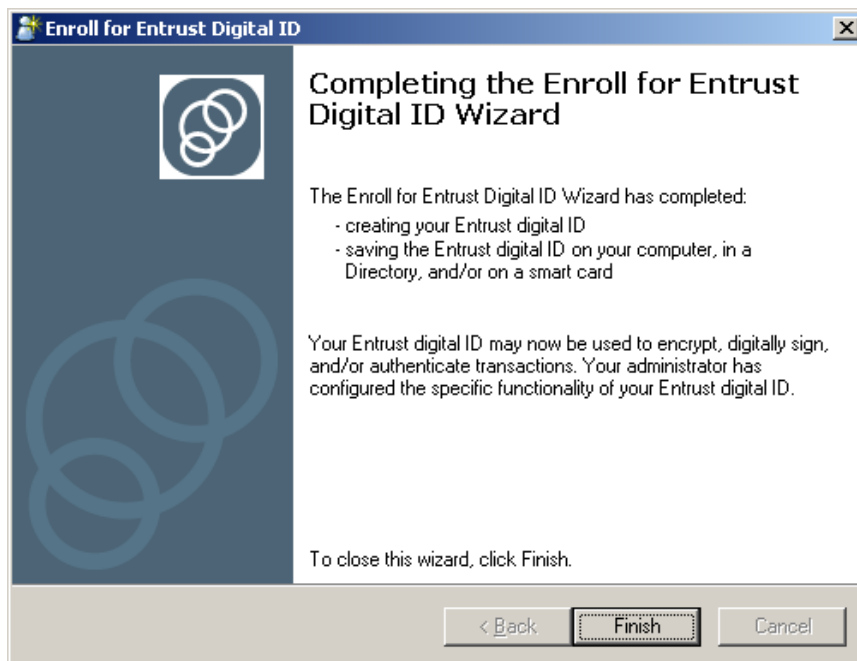 Enroll for Entrust Digital ID
Completing the Enroll for Entrust
Digital ID Wizard
The Enroll for Entrust Digital ID Wizard has completed:
- creating your Entrust digital ID
- saving the Entrust digital ID on your computer, in a
Directory, and/or on a smart card
Your Entrust digital ID may now be used to encrypt, digitally sign,
and/or authenticate transactions. Your administrator has
configured the specific functionality of your Entrust digital ID.
To close this wizard, click Finish.
< Back Finish Cancel